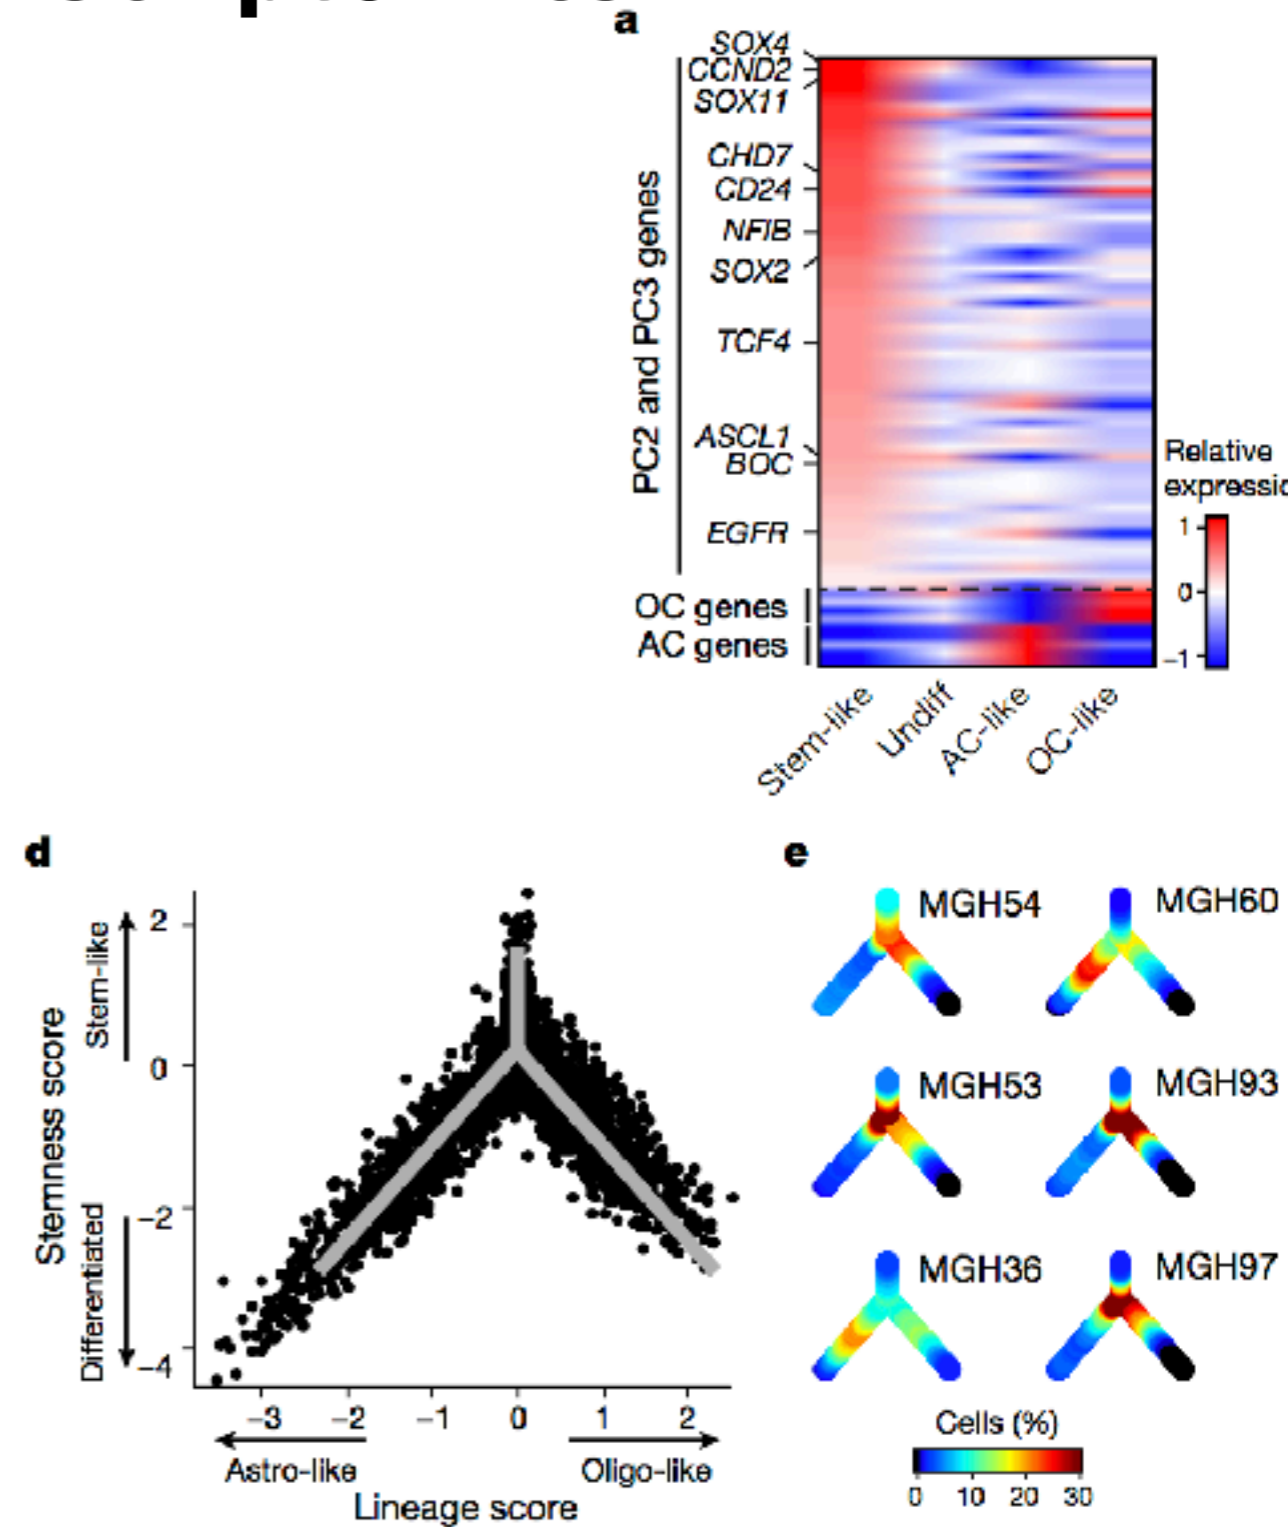 a
SOX4
CCND2
SOX11
CHD7
CD24
NFIB
SOX2
TCF4
ASCL1
BOC
EGFR
PC2 and PC3 genes
OC genes
AC genes
Stem-like
Undiff
AC-like
OC-like
Relative
expressio
1
0
−1
d
Stemness score
Stem-like
Differentiated
2
0
−2
−4
−3 −2 −1 0 1 2
Astro-like Oligo-like
Lineage score
e
MGH54 MGH60
MGH53 MGH93
MGH36 MGH97
Cells (%)
0 10 20 30